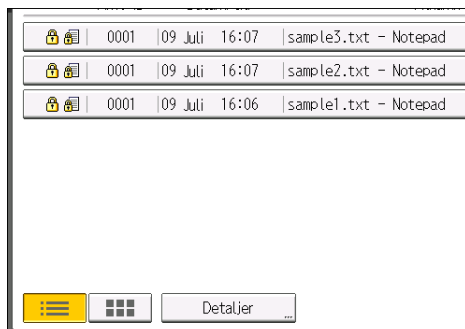 0001 09 Juli 16:07 sample3.txt - Notepad
0001 09 Juli 16:07 sample2.txt - Notepad
0001 09 Juli 16:06 sample1.txt - Notepad
Detaljer ...